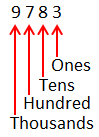 9 7 8 3
Ones
Tens
Hundred
Thousands